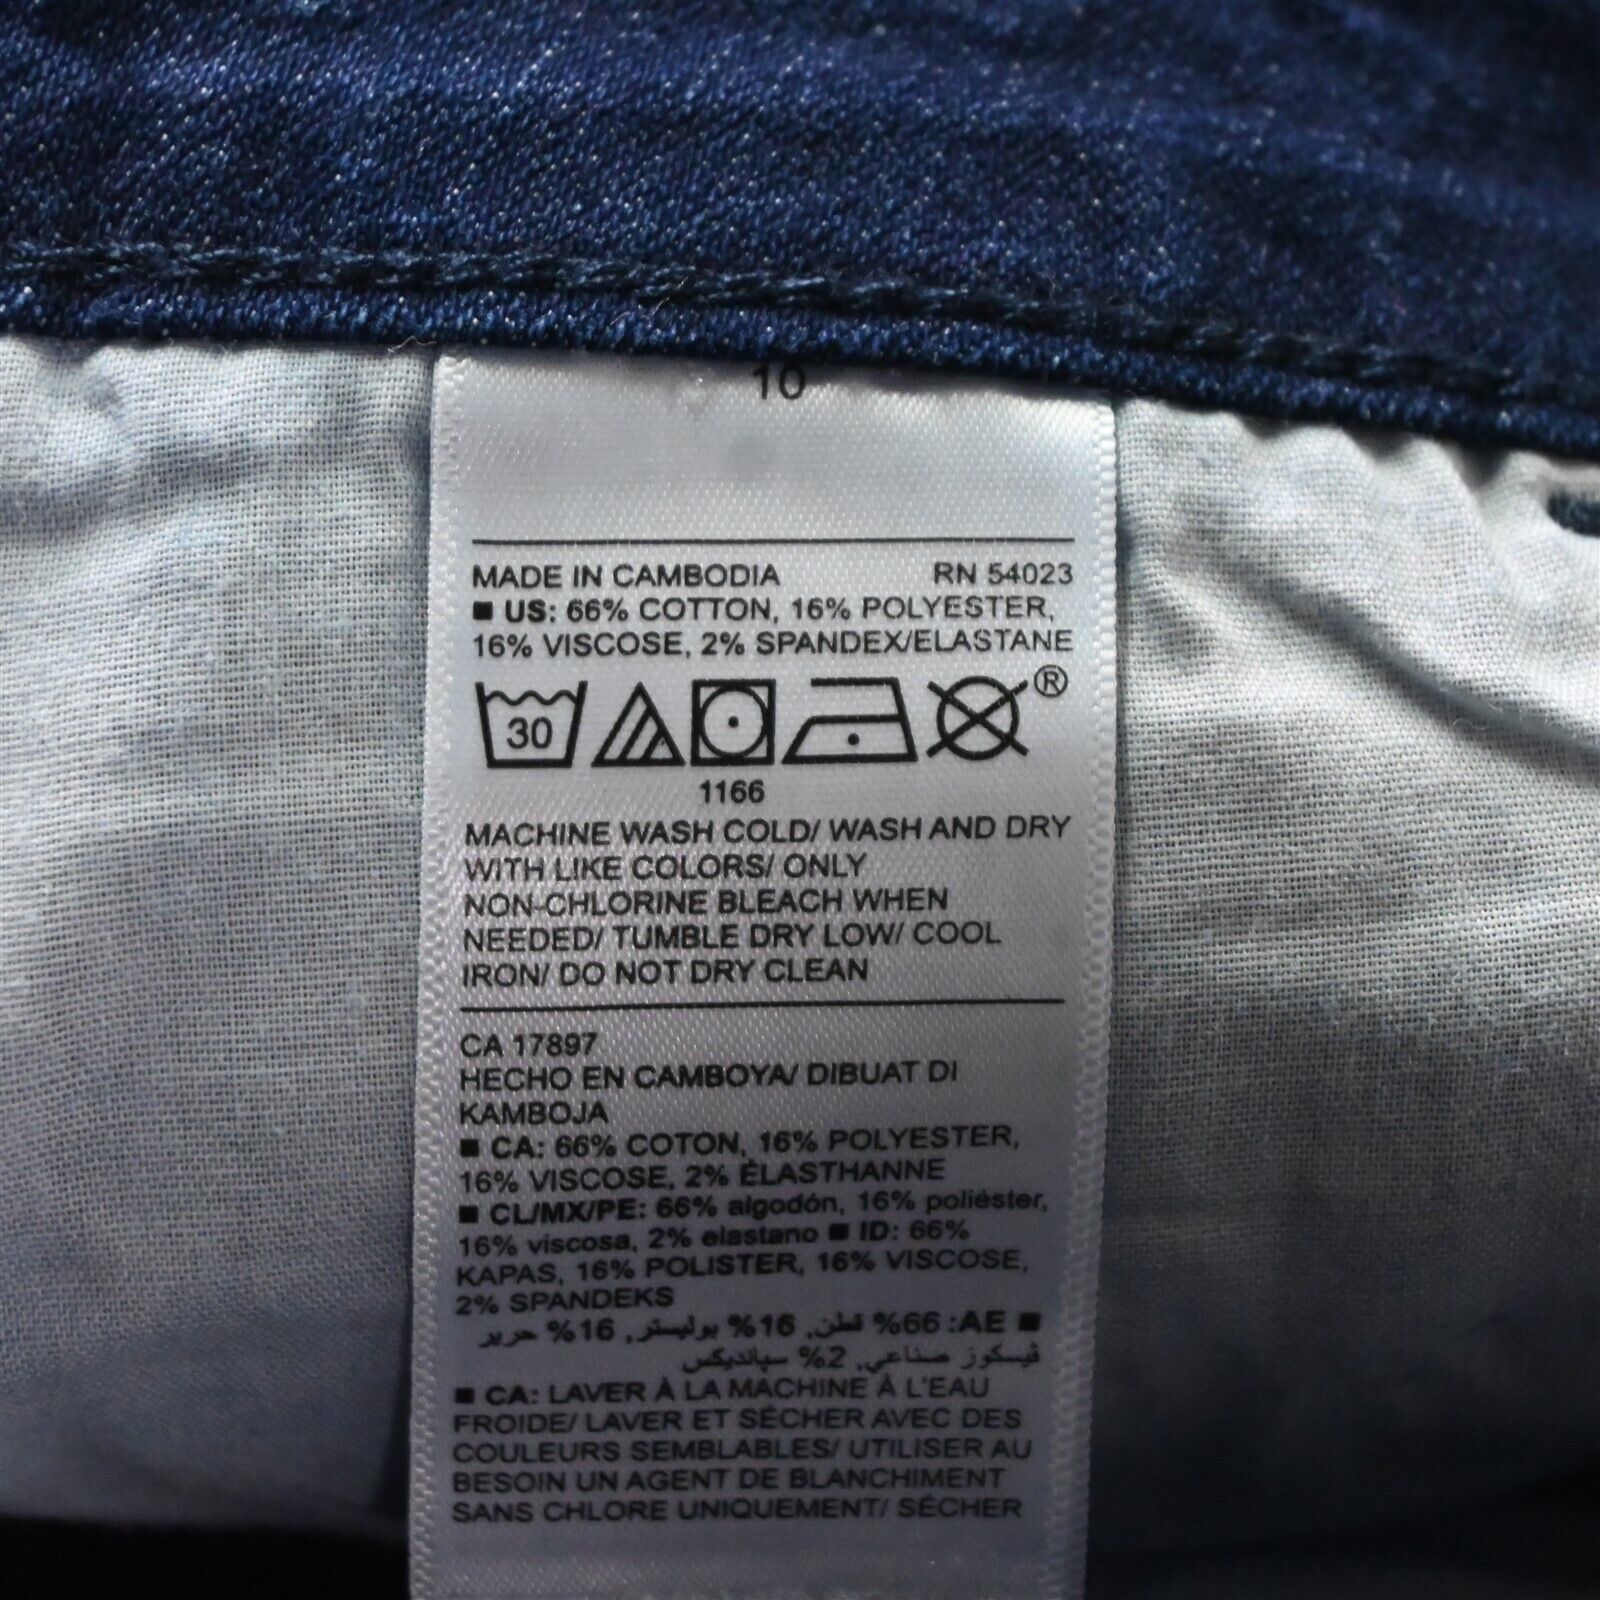 10
MADE IN CAMBODIA RN 54023
■ US: 66% COTTON, 16% POLYESTER,
16% VISCOSE, 2% SPANDEX/ELASTANE
30 ®
1166
MACHINE WASH COLD/ WASH AND DRY
WITH LIKE COLORS/ ONLY
NON-CHLORINE BLEACH WHEN
NEEDED/ TUMBLE DRY LOW/ COOL
IRON/ DO NOT DRY CLEAN
CA 17897
HECHO EN CAMBOYA/ DIBUAT DI
KAMBOJA
■ CA: 66% COTON, 16% POLYESTER,
16% VISCOSE, 2% ÉLASTHANNE
■ CL/MX/PE: 66% algodón, 16% poliéster,
16% viscosa, 2% elastano ■ ID: 66%
KAPAS, 16% POLISTER, 16% VISCOSE,
2% SPANDEKS
■ AE: 66% قطن, 16% بوليستر, 16% حرير
ڤيسكوز صناعي, 2% سپانديكس
■ CA: LAVER À LA MACHINE À L'EAU
FROIDE/ LAVER ET SÉCHER AVEC DES
COULEURS SEMBLABLES/ UTILISER AU
BESOIN UN AGENT DE BLANCHIMENT
SANS CHLORE UNIQUEMENT/ SÉCHER